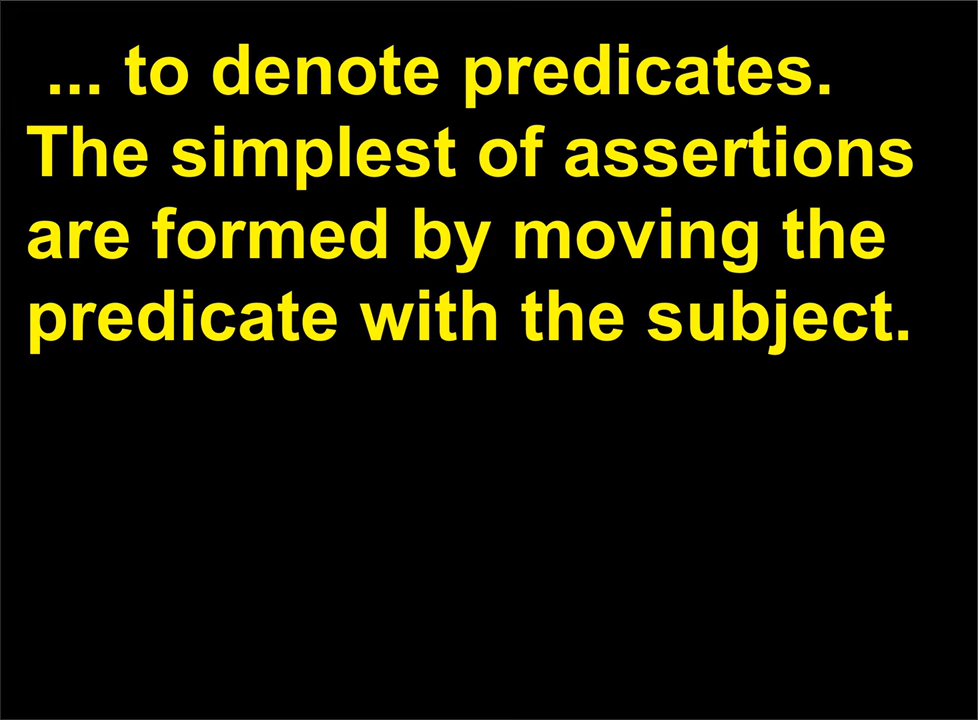 ... to denote predicates.
The simplest of assertions
are formed by moving the
predicate with the subject.